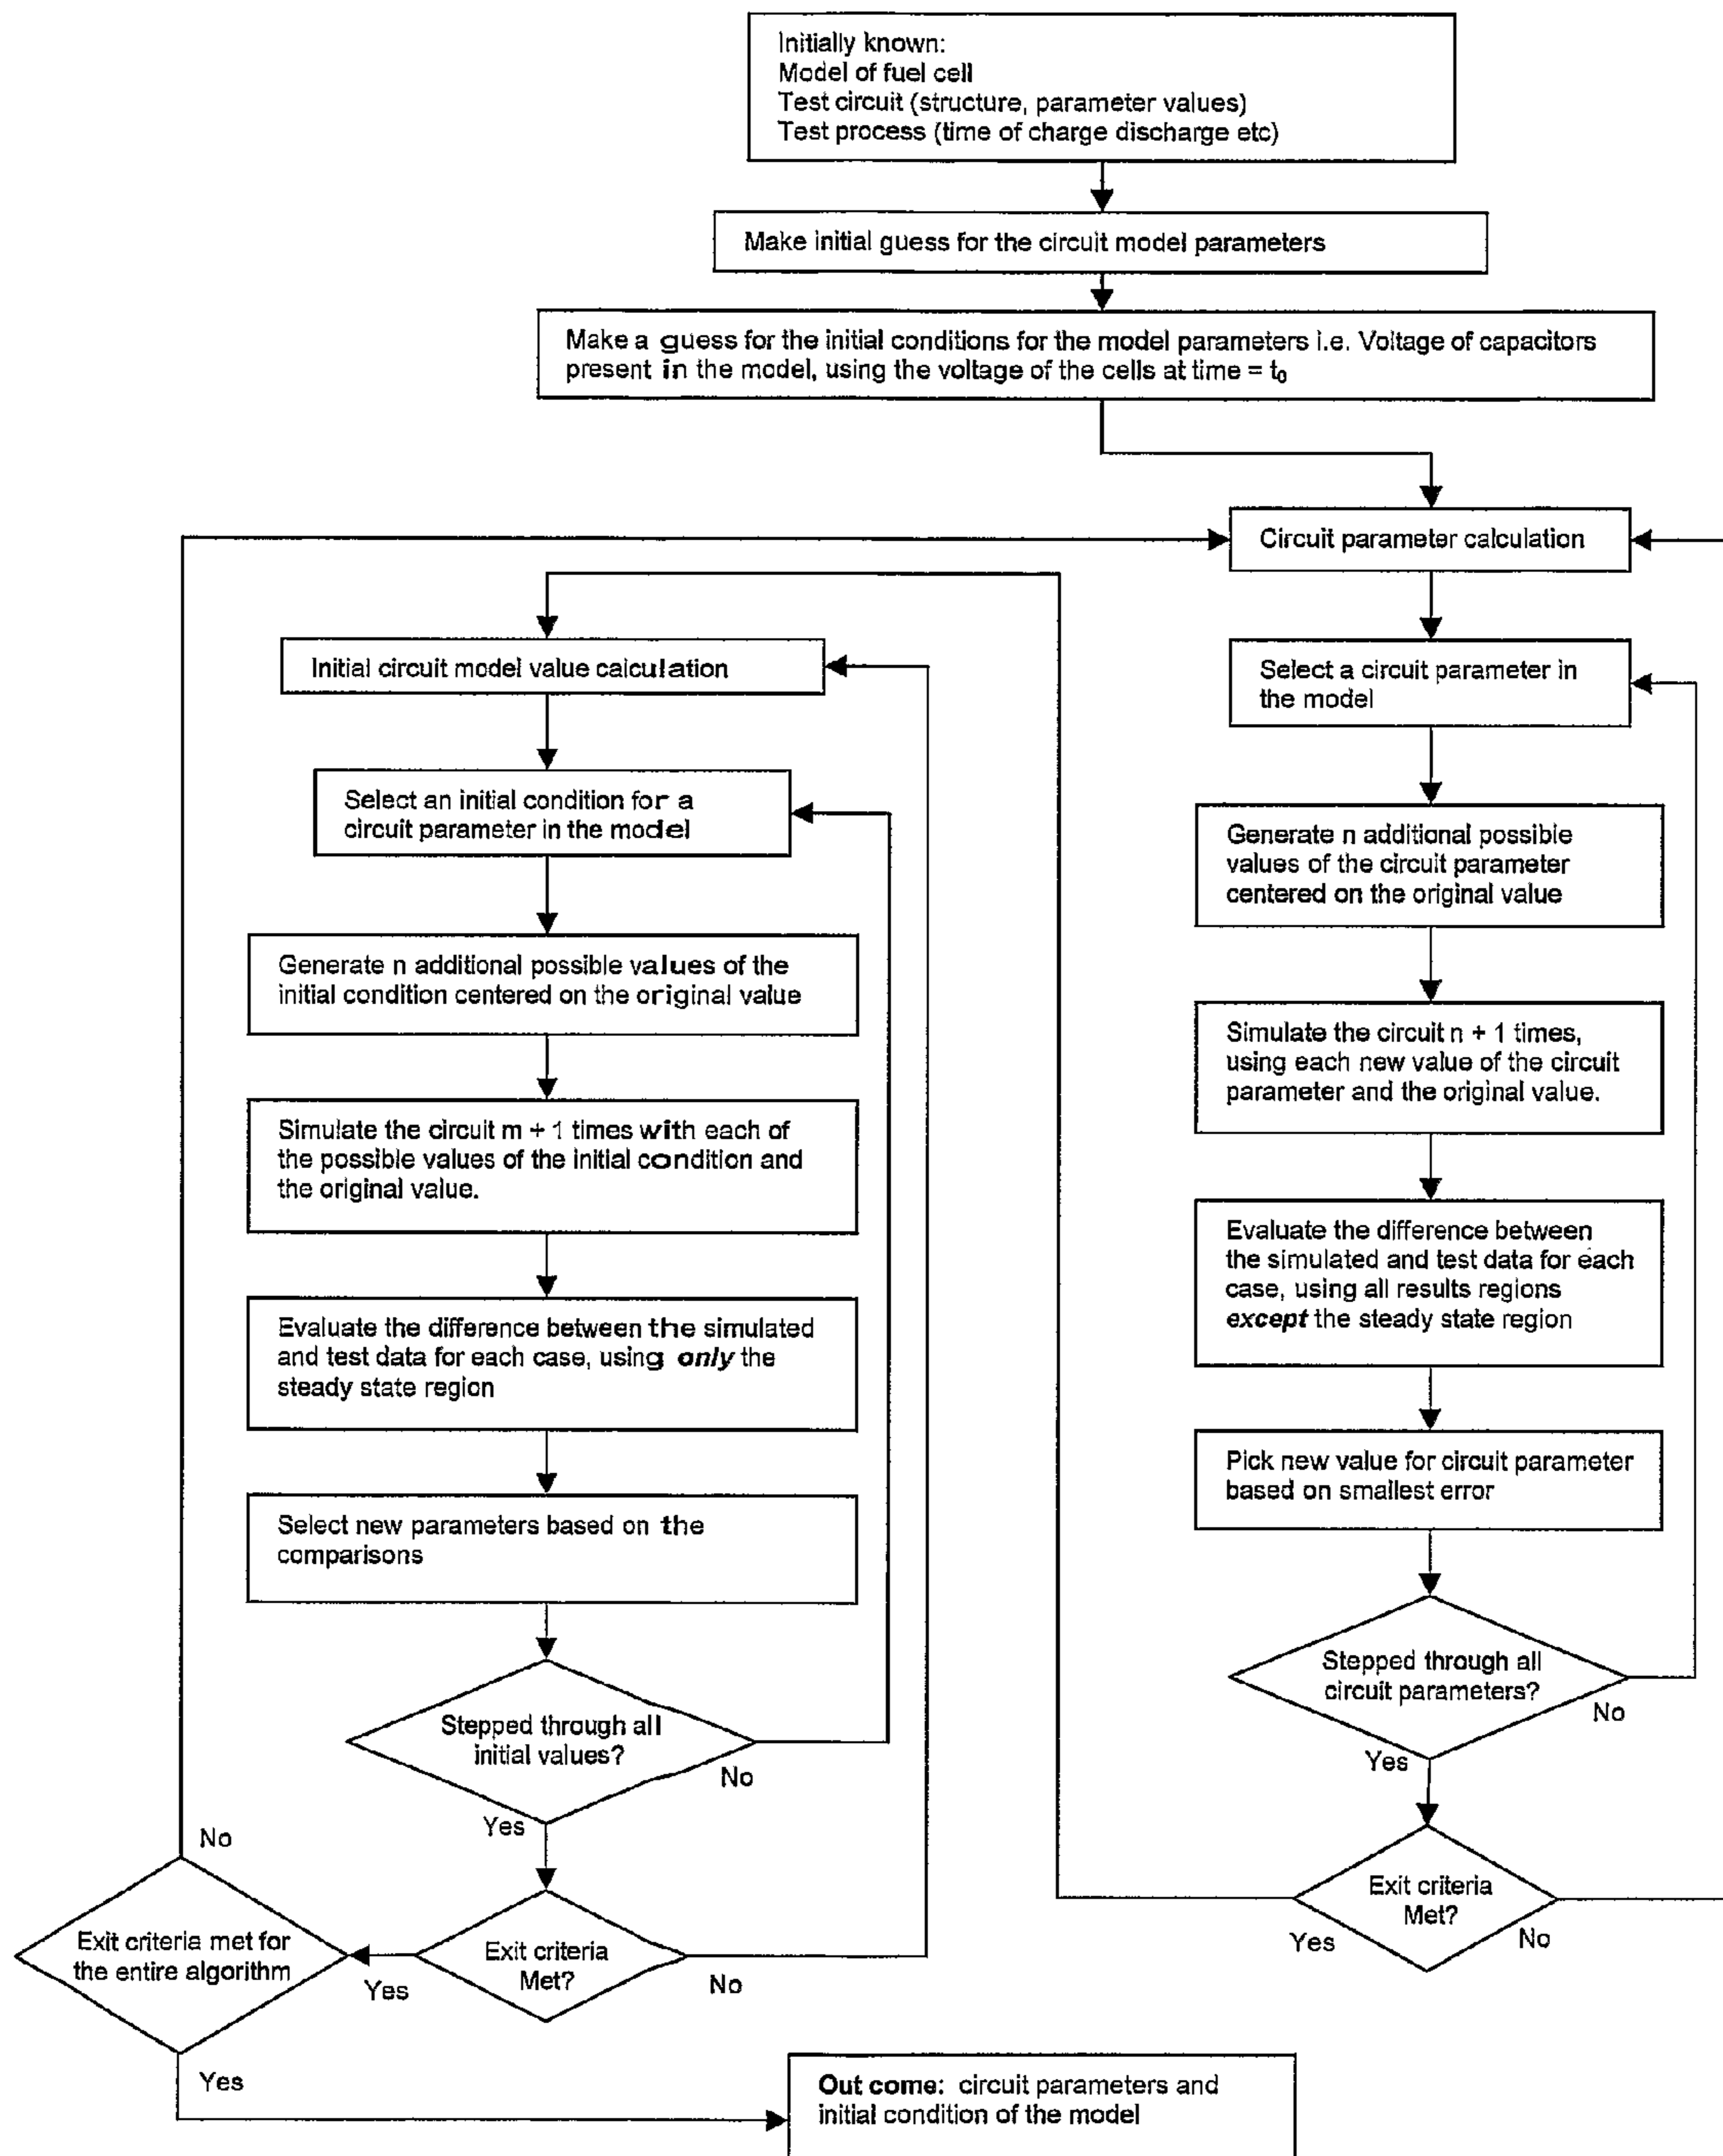 Initially known:
Model of fuel cell
Test circuit (structure, parameter values)
Test process (time of charge discharge etc)
Make initial guess for the circuit model parameters
Make a guess for the initial conditions for the model parameters i.e. Voltage of capacitors
present in the model, using the voltage of the cells at time = t₀
Circuit parameter calculation
Select a circuit parameter in
the model
Generate n additional possible
values of the circuit parameter
centered on the original value
Simulate the circuit n + 1 times,
using each new value of the circuit
parameter and the original value.
Evaluate the difference between
the simulated and test data for each
case, using all results regions
except the steady state region
Pick new value for circuit parameter
based on smallest error
Stepped through all
circuit parameters?
No
Yes
Exit criteria
Met?
Yes
No
Initial circuit model value calculation
Select an initial condition for a
circuit parameter in the model
Generate n additional possible values of the
initial condition centered on the original value
Simulate the circuit m + 1 times with each of
the possible values of the initial condition and
the original value.
Evaluate the difference between the simulated
and test data for each case, using only the
steady state region
Select new parameters based on the
comparisons
Stepped through all
initial values?
No
Yes
Exit criteria
Met?
No
Yes
Exit criteria met for
the entire algorithm
No
Yes
Out come: circuit parameters and
initial condition of the model